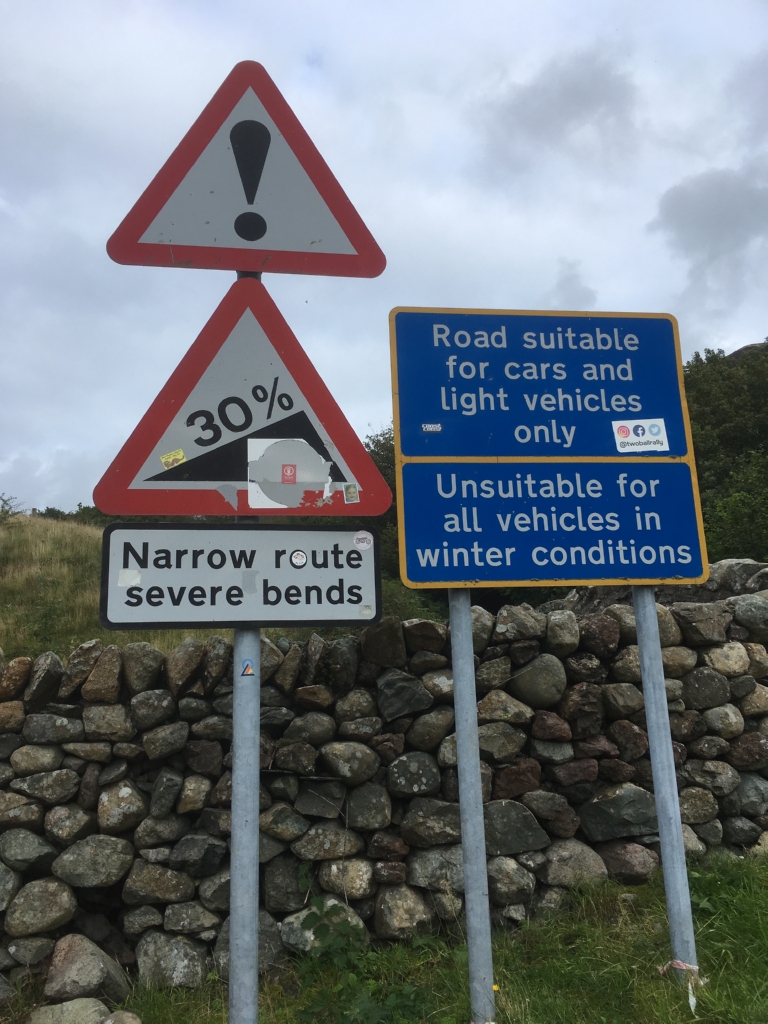 !
30%
Narrow route
severe bends
Road suitable
for cars and
light vehicles
only
@twoballrally
Unsuitable for
all vehicles in
winter conditions